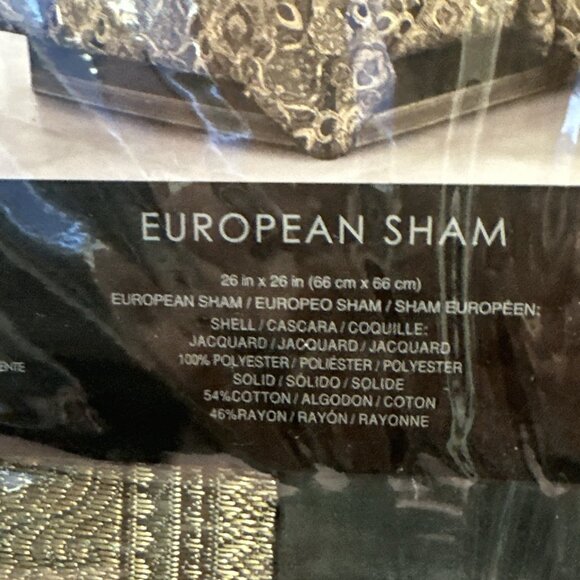 EUROPEAN SHAM
26 in x 26 in (66 cm x 66 cm)
EUROPEAN SHAM / EUROPEO SHAM / SHAM EUROPÉEN:
SHELL / CASCARA / COQUILLE:
JACQUARD / JACQUARD / JACQUARD
100% POLYESTER / POLIÉSTER / POLYESTER
SOLID / SÓLIDO / SOLIDE
54%COTTON / ALGODON / COTON
46%RAYON / RAYÓN / RAYONNE
ENTE